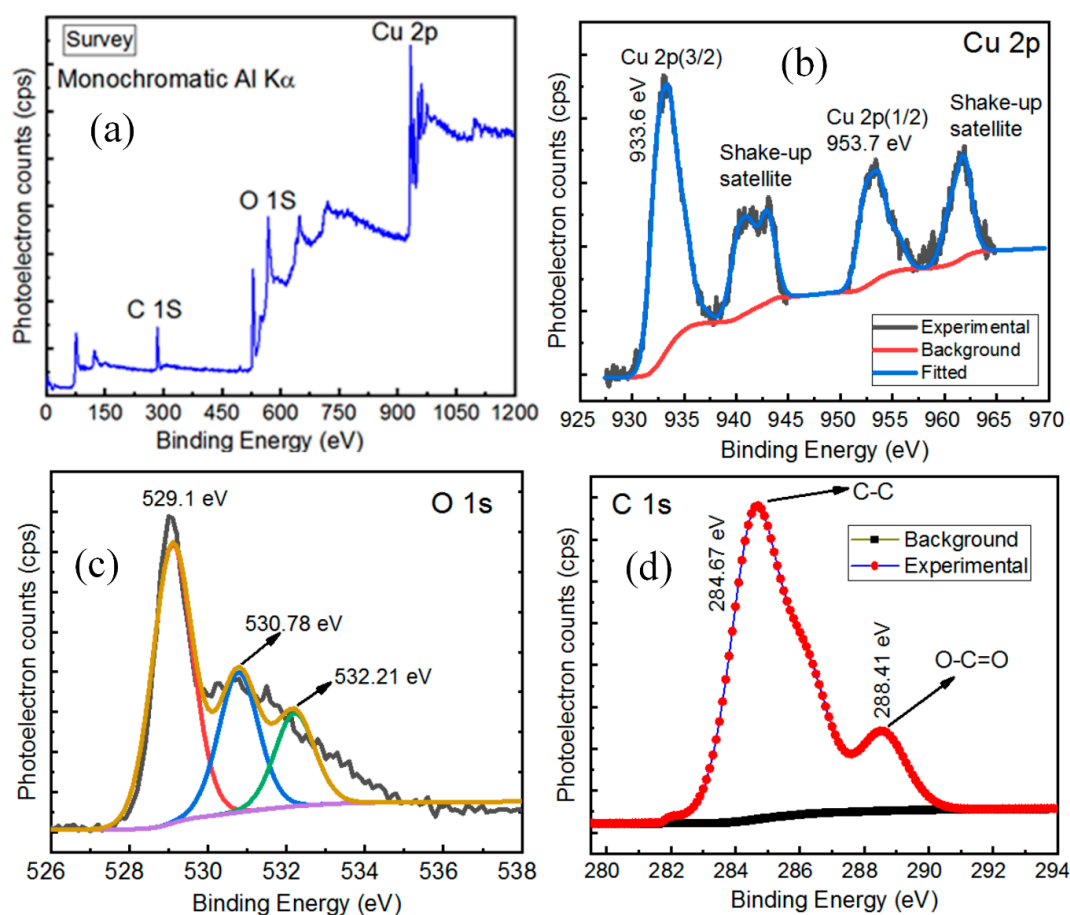 Survey
Monochromatic Al Kα
(a)
Cu 2p
O 1S
C 1S
Photoelectron counts (cps)
0 150 300 450 600 750 900 1050 1200
Binding Energy (eV)
(b)
Cu 2p
Cu 2p(3/2)
933.6 eV
Shake-up
satellite
Cu 2p(1/2)
953.7 eV
Shake-up
satellite
Experimental
Background
Fitted
Photoelectron counts (cps)
925 930 935 940 945 950 955 960 965 970
Binding Energy (eV)
529.1 eV
O 1s
(c)
530.78 eV
532.21 eV
Photoelectron counts (cps)
526 528 530 532 534 536 538
Binding Energy (eV)
C 1s
C-C
Background
Experimental
(d)
284.67 eV
288.41 eV
O-C=O
Photoelectron counts (cps)
280 282 284 286 288 290 292 294
Binding Energy (eV)